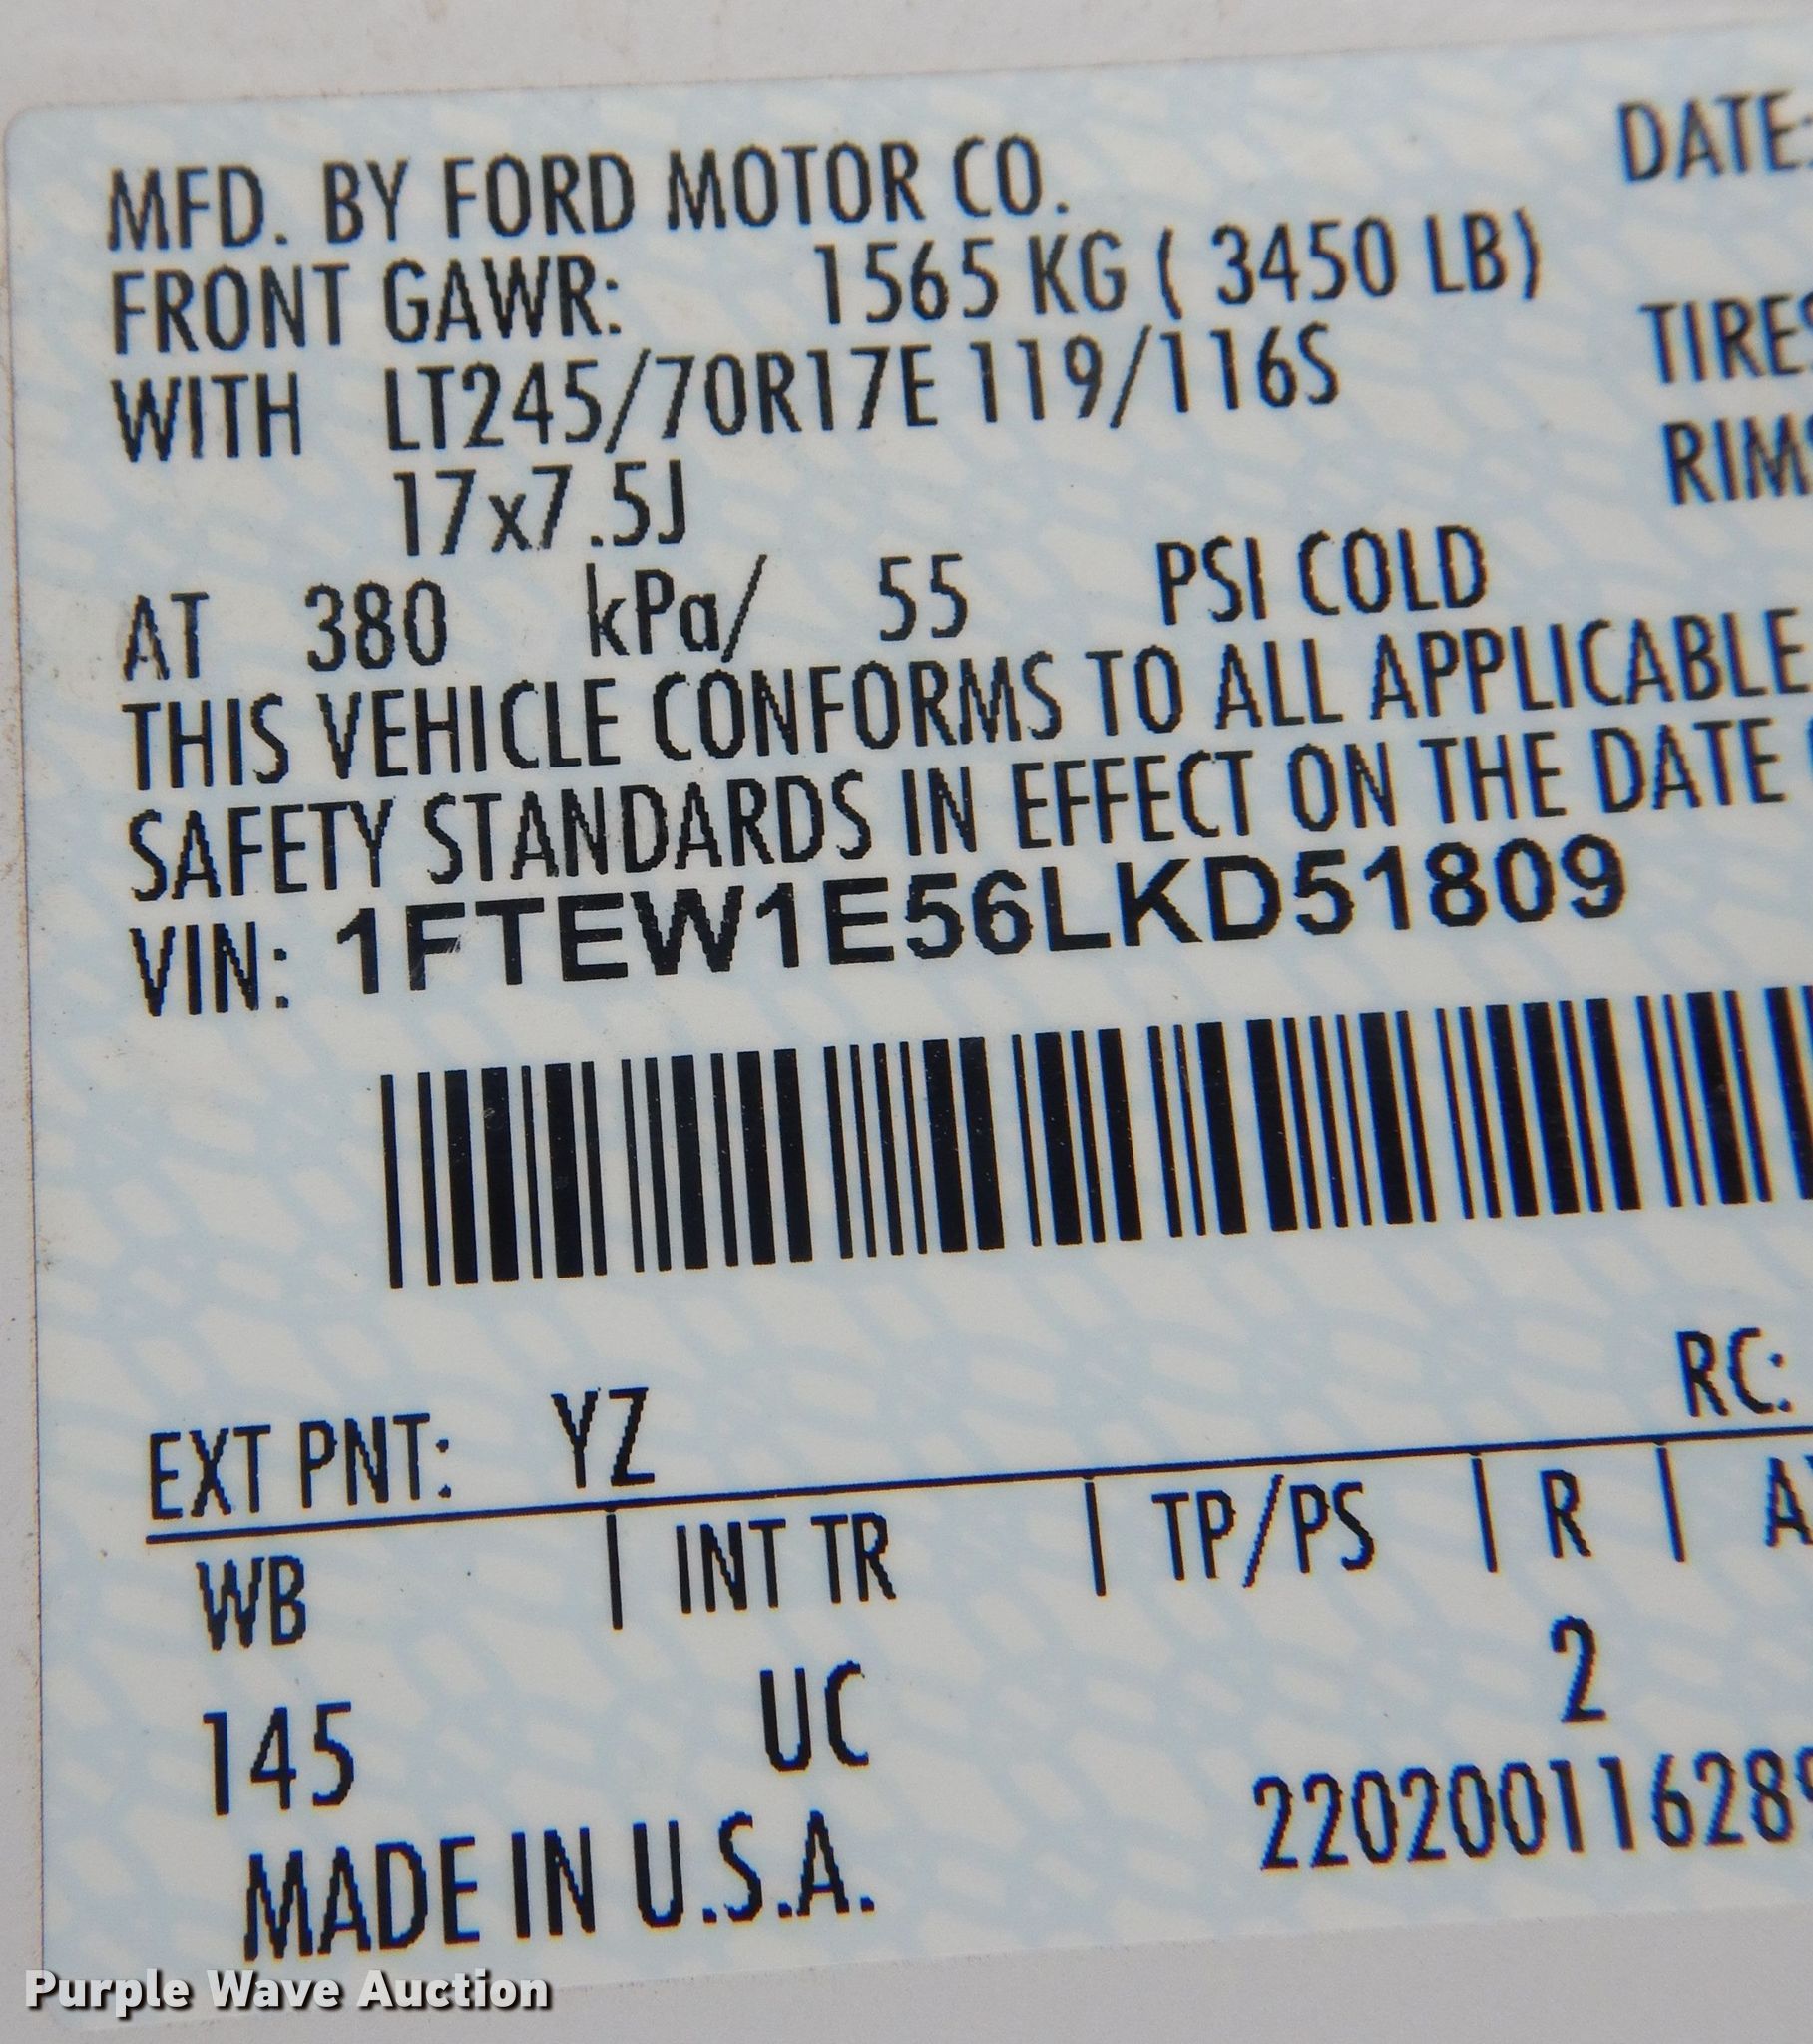 MFD. BY FORD MOTOR CO. DATE:
FRONT GAWR: 1565 KG ( 3450 LB)
WITH LT245/70R17E 119/116S TIRES
17x7.5J RIMS
AT 380 kPa/ 55 PSI COLD
THIS VEHICLE CONFORMS TO ALL APPLICABLE
SAFETY STANDARDS IN EFFECT ON THE DATE
VIN: 1FTEW1E56LKD51809
EXT PNT: YZ RC:
WB | INT TR | TP/PS | R |
145 UC 2
MADE IN U.S.A. 22020011628
Purple Wave Auction